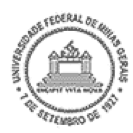 UNIVERSIDADE FEDERAL DE MINAS GERAIS
INCIPIT VITA NOVA
7 DE SETEMBRO DE 1927